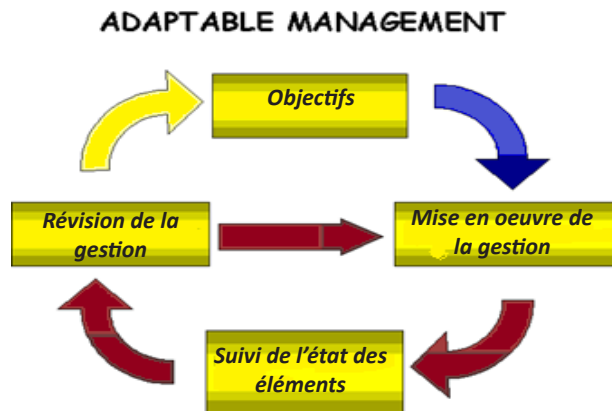 ADAPTABLE MANAGEMENT
Objectifs
Révision de la
gestion
Mise en oeuvre de
la gestion
Suivi de l'état des
éléments